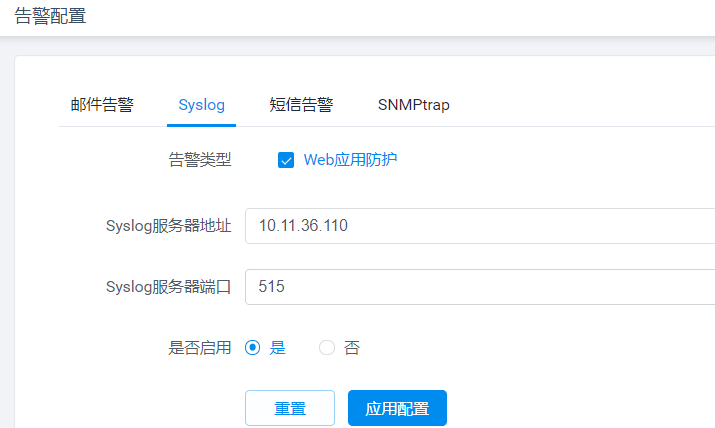 告警配置
邮件告警 Syslog 短信告警 SNMPtrap
告警类型 Web应用防护
Syslog服务器地址 10.11.36.110
Syslog服务器端口 515
是否启用 是 否
重置 应用配置